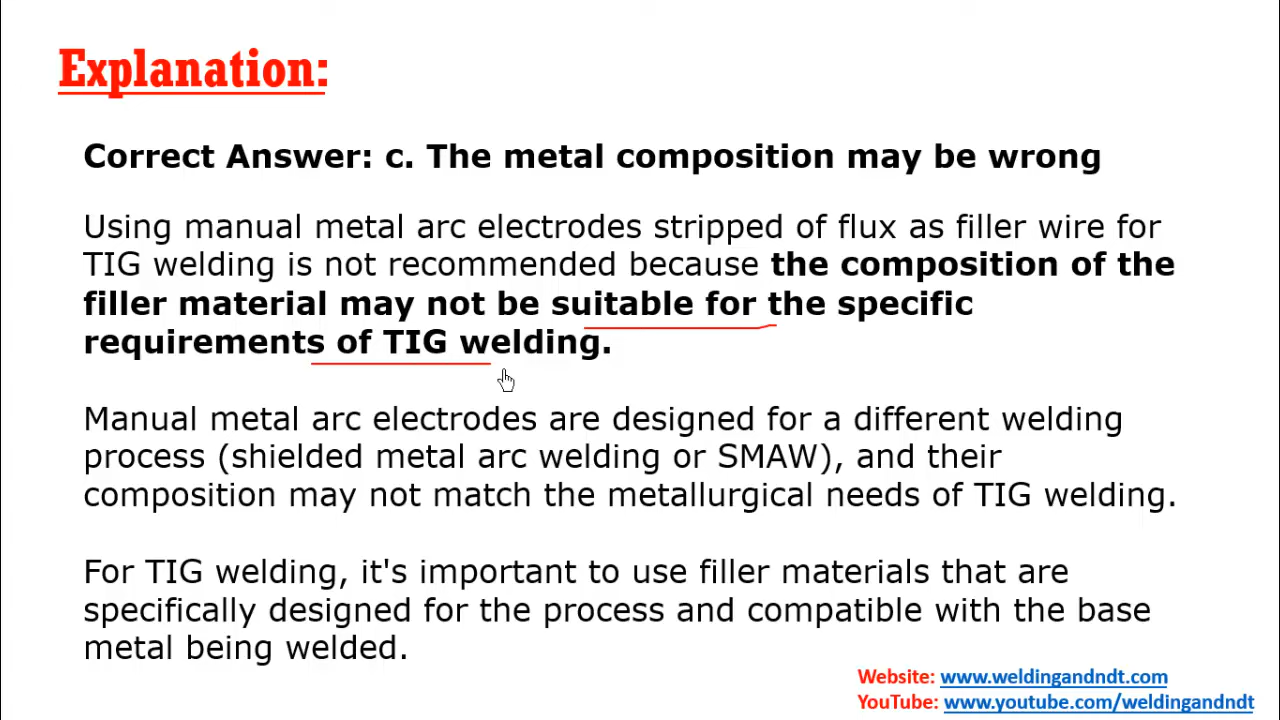 Explanation:
Correct Answer: c. The metal composition may be wrong
Using manual metal arc electrodes stripped of flux as filler wire for
TIG welding is not recommended because the composition of the
filler material may not be suitable for the specific
requirements of TIG welding.
Manual metal arc electrodes are designed for a different welding
process (shielded metal arc welding or SMAW), and their
composition may not match the metallurgical needs of TIG welding.
For TIG welding, it's important to use filler materials that are
specifically designed for the process and compatible with the base
metal being welded.
Website: www.weldingandndt.com
YouTube: www.youtube.com/weldingandndt